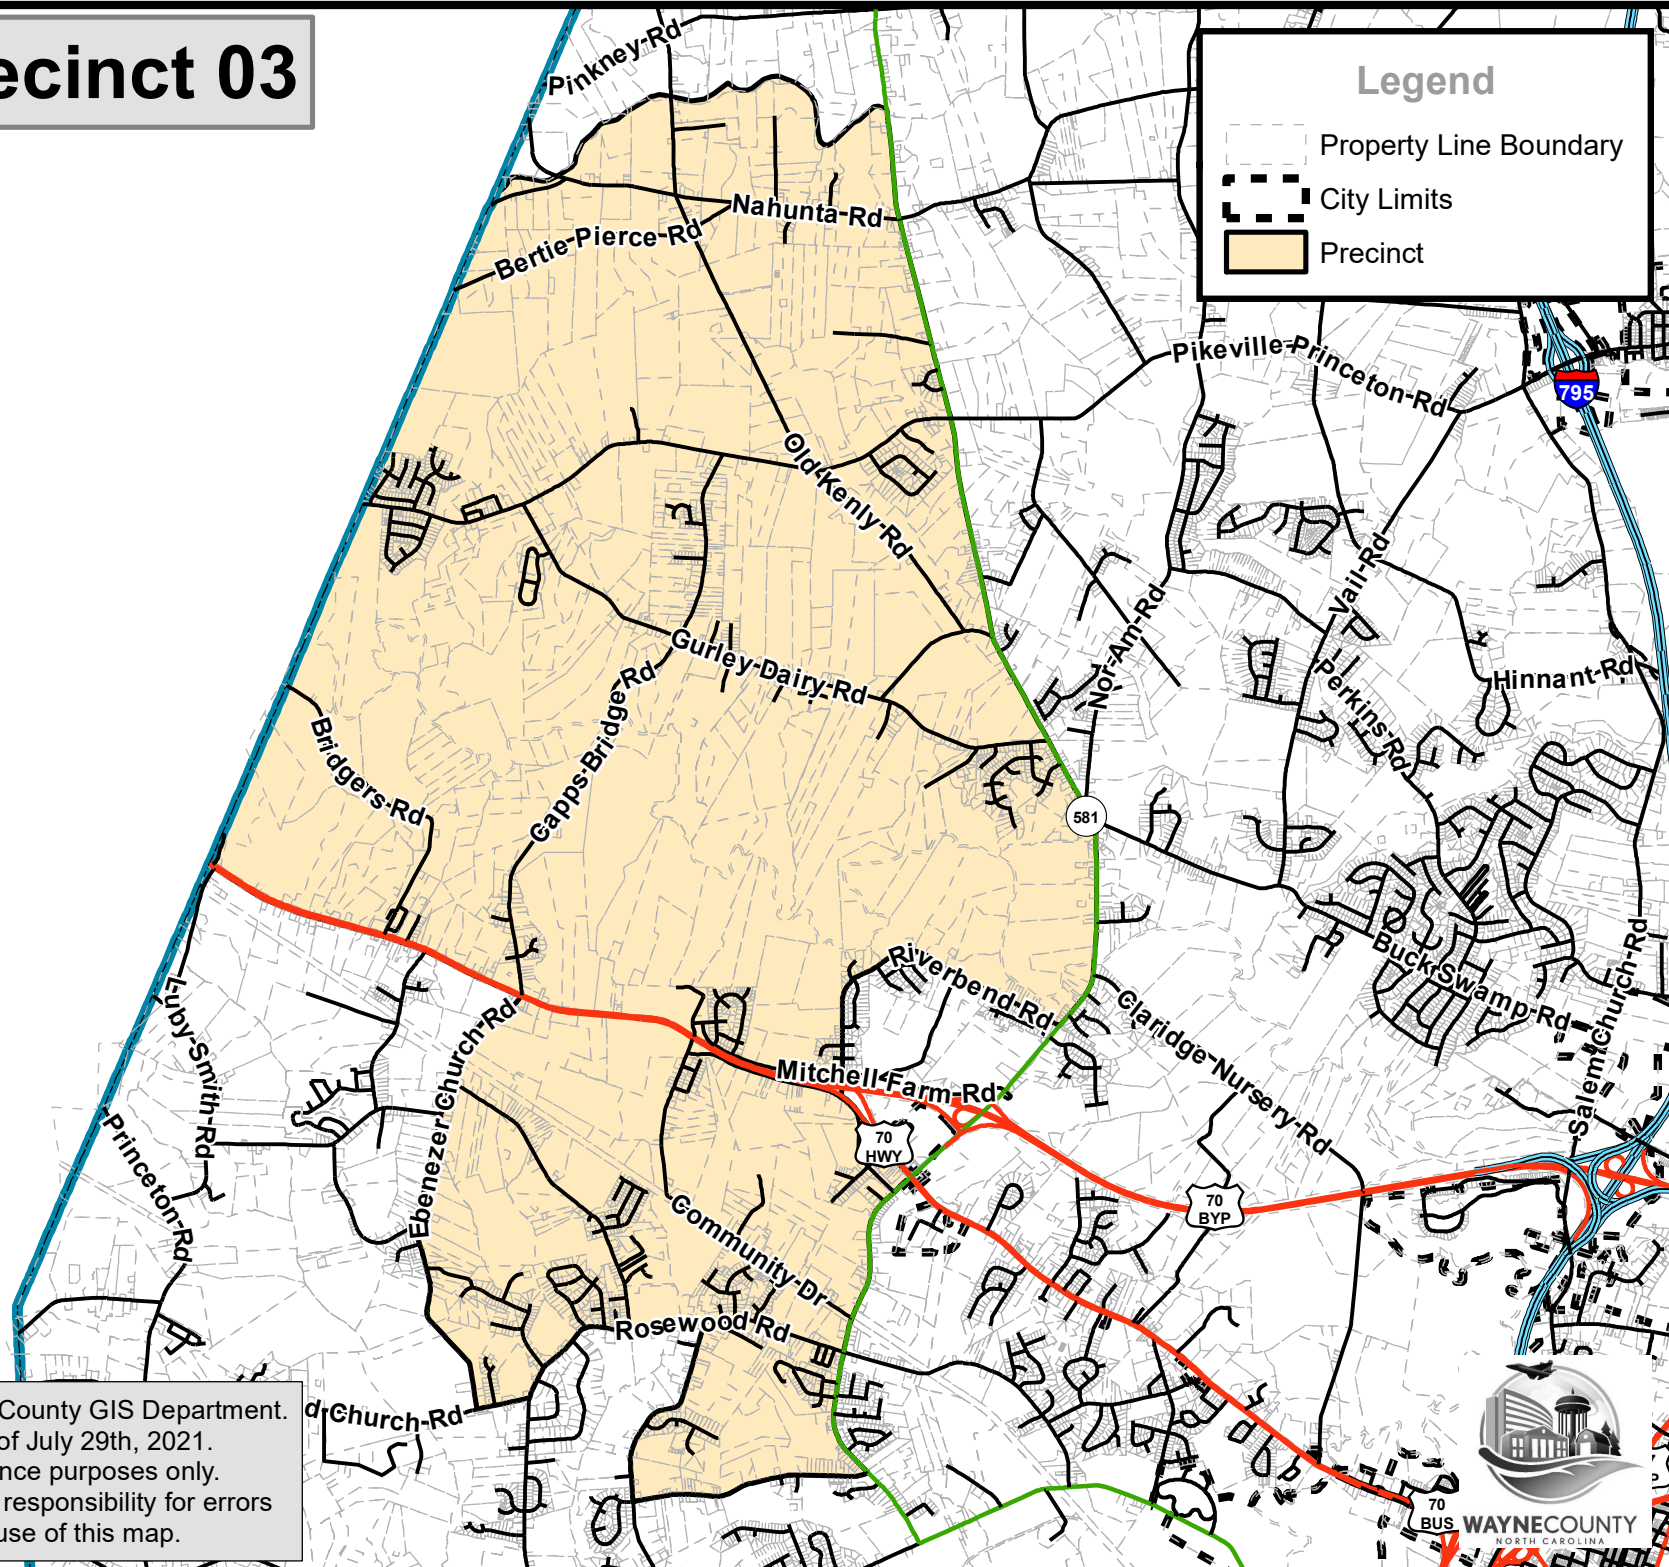 ecinct 03
Legend
Property Line Boundary
City Limits
Precinct
Pinkney Rd
Nahunta Rd
Bertie Pierce Rd
Pikeville-Princeton-Rd
795
Old Kenly Rd
Vail-Rd
Nor-Am-Rd
Gurley Dairy Rd
Hinnant-Rd
Perkins Rd
Capps-Bridge Rd
Bridgers-Rd
581
Riverbend-Rd
Buck Swamp-Rd
Claridge Nursery-Rd
Salem Church-Rd
Luby-Smith-Rd
Ebenezer Church-Rd
Mitchell Farm-Rd
70
HWY
Princeton-Rd
70
BYP
Community-Dr
Rosewood Rd
County GIS Department.
of July 29th, 2021.
nce purposes only.
responsibility for errors
use of this map.
d-Church-Rd
70
BUS
WAYNECOUNTY
NORTH CAROLINA